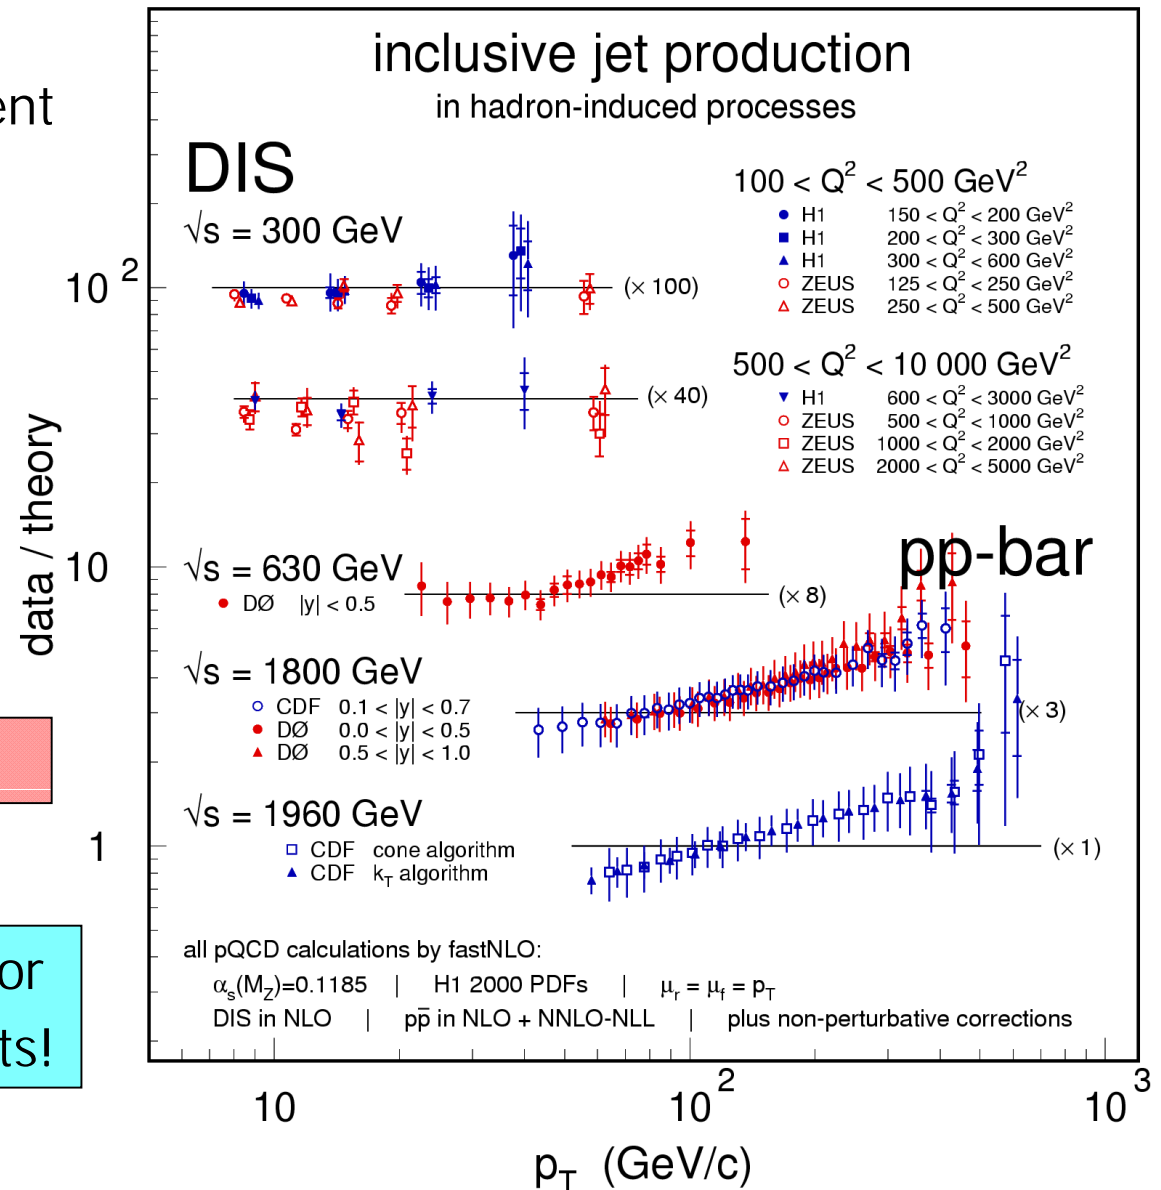 ent
or
ts!
inclusive jet production
in hadron-induced processes
DIS
√s = 300 GeV
100 < Q² < 500 GeV²
H1 150 < Q² < 200 GeV²
H1 200 < Q² < 300 GeV²
H1 300 < Q² < 600 GeV²
ZEUS 125 < Q² < 250 GeV²
ZEUS 250 < Q² < 500 GeV²
(× 100)
500 < Q² < 10 000 GeV²
H1 600 < Q² < 3000 GeV²
ZEUS 500 < Q² < 1000 GeV²
ZEUS 1000 < Q² < 2000 GeV²
ZEUS 2000 < Q² < 5000 GeV²
(× 40)
pp-bar
√s = 630 GeV
DØ |y| < 0.5
(× 8)
√s = 1800 GeV
CDF 0.1 < |y| < 0.7
DØ 0.0 < |y| < 0.5
DØ 0.5 < |y| < 1.0
(× 3)
√s = 1960 GeV
CDF cone algorithm
CDF k_T algorithm
(× 1)
all pQCD calculations by fastNLO:
α_s(M_Z)=0.1185 | H1 2000 PDFs | μ_r = μ_f = p_T
DIS in NLO | pp̅ in NLO + NNLO-NLL | plus non-perturbative corrections
data / theory
10²
10
1
10
10²
10³
p_T (GeV/c)